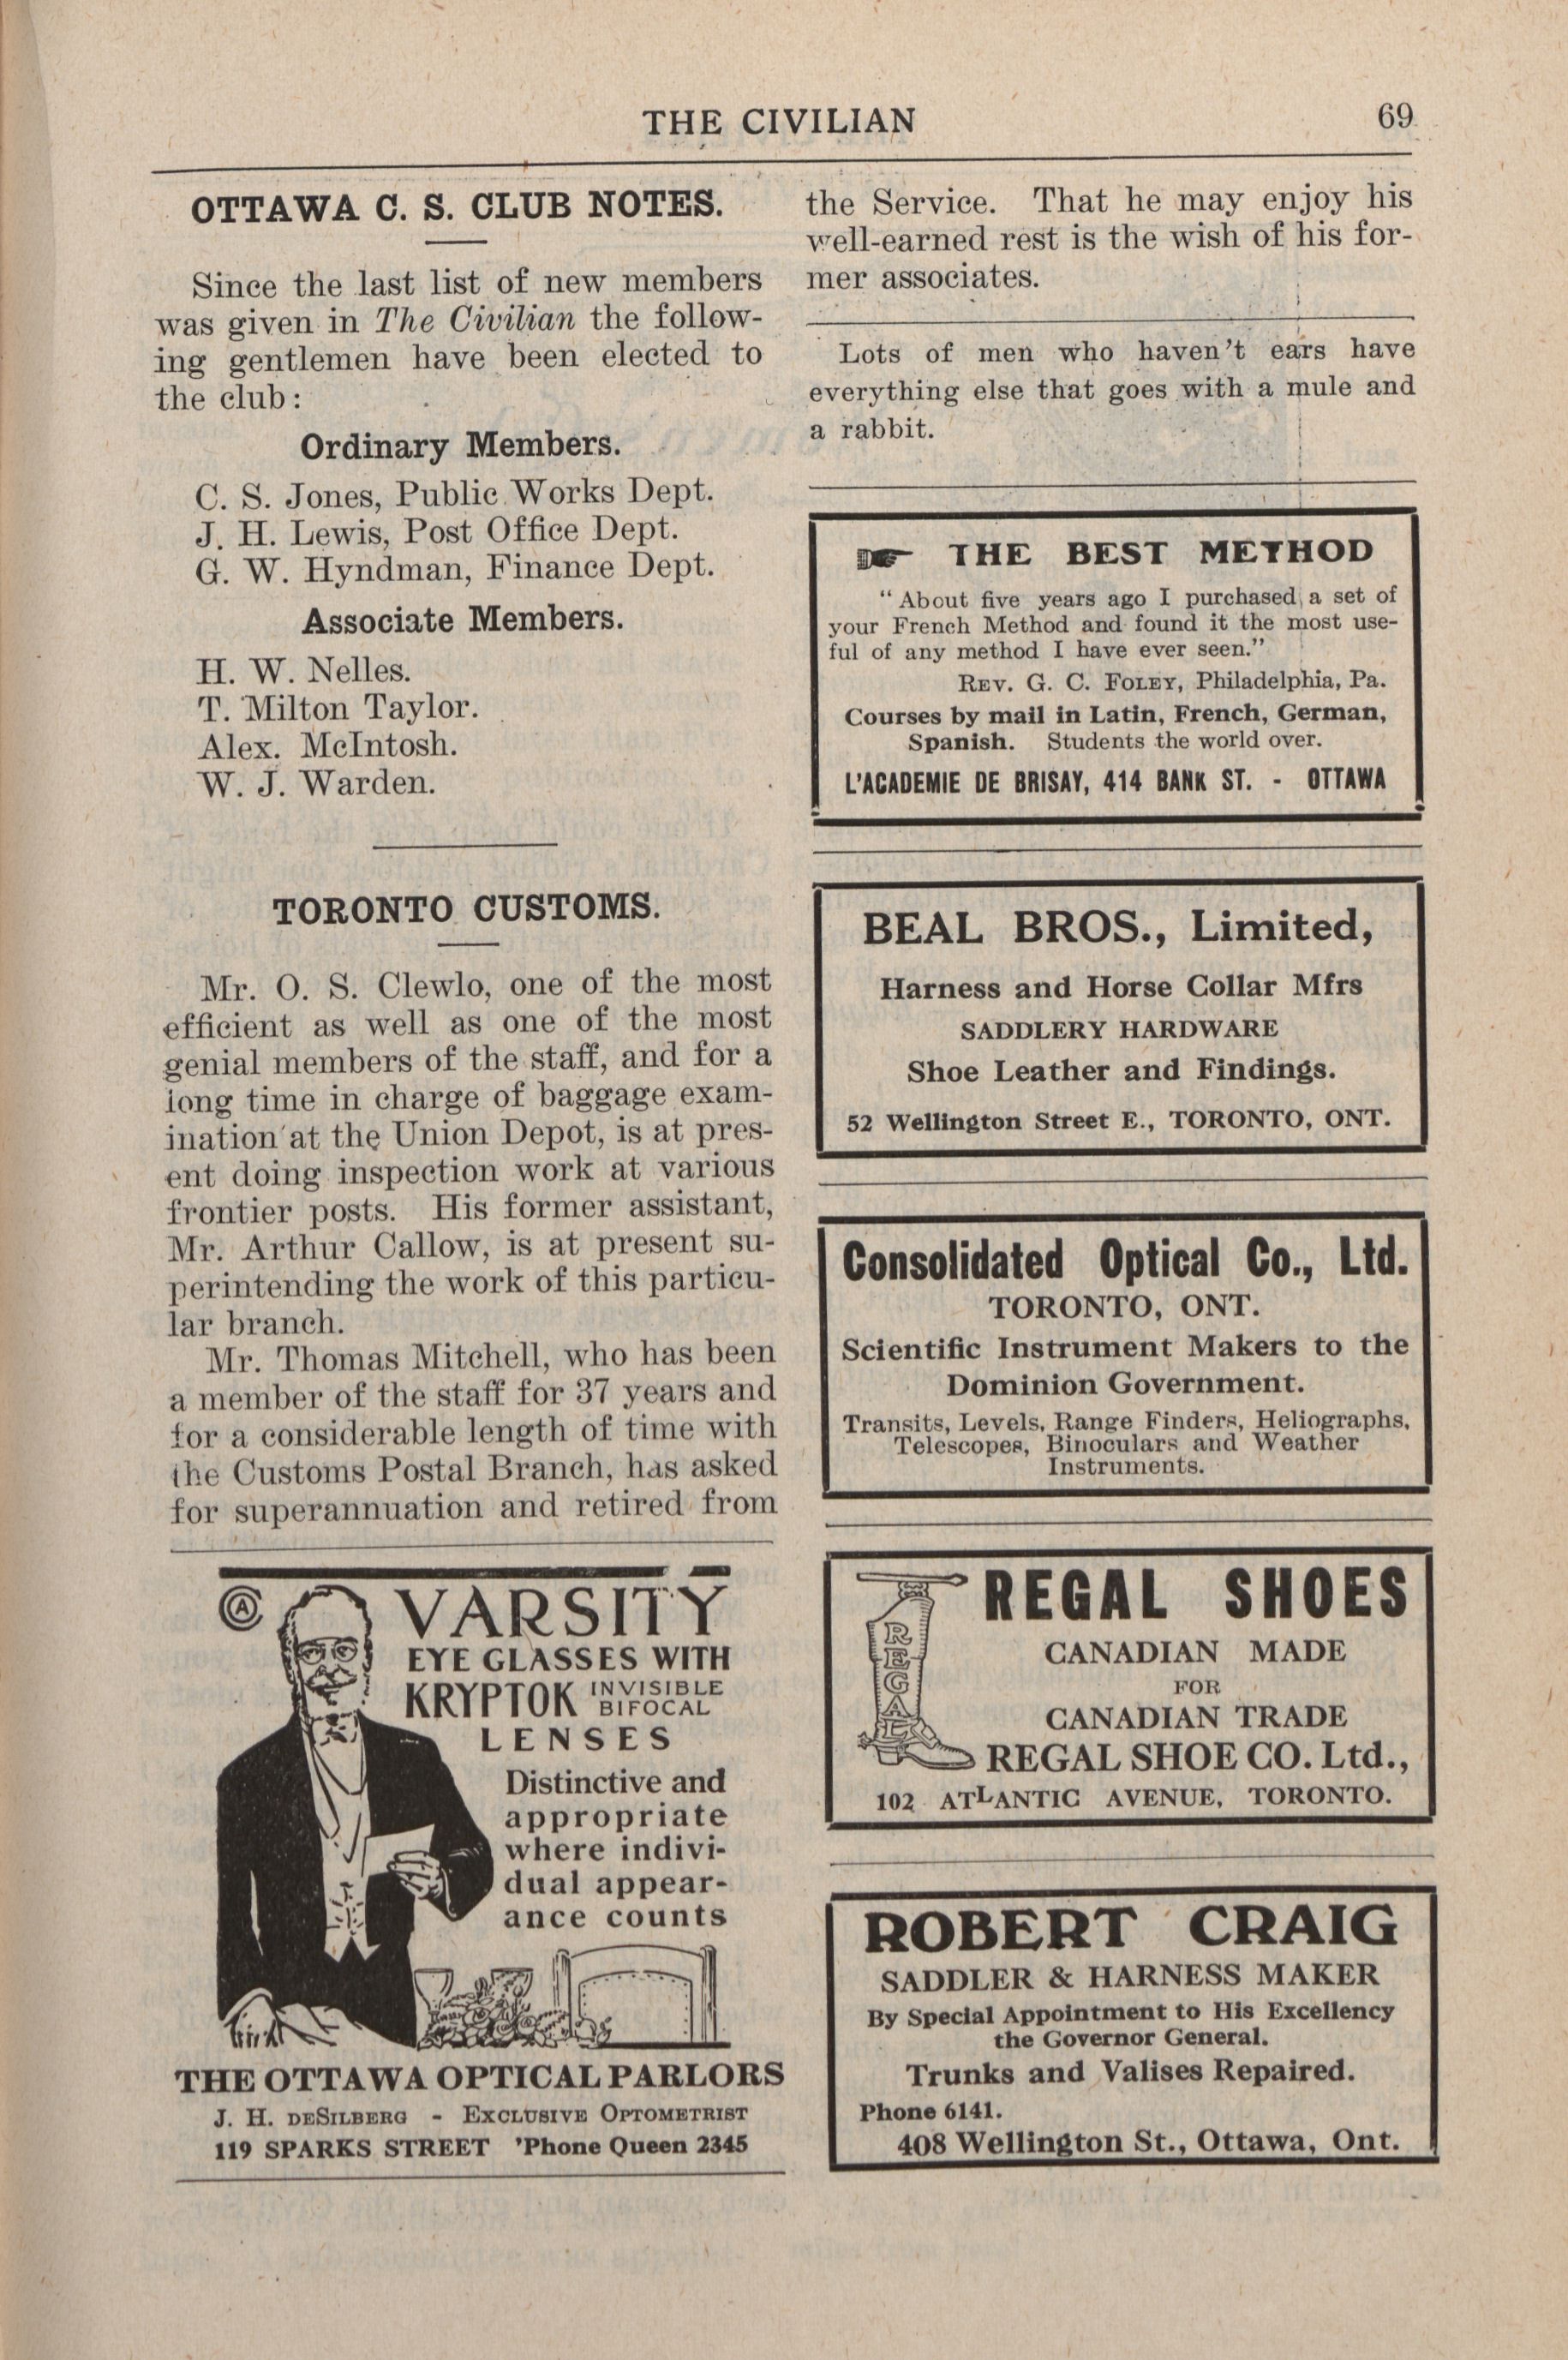 THE CIVILIAN
69
OTTAWA C. S. CLUB NOTES.
Since the last list of new members
was given in The Civilian the follow-
ing gentlemen have been elected to
the club:
Ordinary Members.
C. S. Jones, Public Works Dept.
J. H. Lewis, Post Office Dept.
G. W. Hyndman, Finance Dept.
Associate Members.
H. W. Nelles.
T. Milton Taylor.
Alex. McIntosh.
W. J. Warden.
TORONTO CUSTOMS.
Mr. O. S. Clewlo, one of the most
efficient as well as one of the most
genial members of the staff, and for a
long time in charge of baggage exam-
ination at the Union Depot, is at pres-
ent doing inspection work at various
frontier posts. His former assistant,
Mr. Arthur Callow, is at present su-
perintending the work of this particu-
lar branch.
Mr. Thomas Mitchell, who has been
a member of the staff for 37 years and
for a considerable length of time with
the Customs Postal Branch, has asked
for superannuation and retired from
A
VARSITY
EYE GLASSES WITH
KRYPTOK INVISIBLE
BIFOCAL
LENSES
Distinctive and
appropriate
where indivi-
dual appear-
ance counts
THE OTTAWA OPTICAL PARLORS
J. H. DESILBERG - EXCLUSIVE OPTOMETRIST
119 SPARKS STREET 'Phone Queen 2345
the Service. That he may enjoy his
well-earned rest is the wish of his for-
mer associates.
Lots of men who haven't ears have
everything else that goes with a mule and
a rabbit.
☛ THE BEST METHOD
"About five years ago I purchased a set of
your French Method and found it the most use-
ful of any method I have ever seen."
REV. G. C. FOLEY, Philadelphia, Pa.
Courses by mail in Latin, French, German,
Spanish. Students the world over.
L'ACADEMIE DE BRISAY, 414 BANK ST. - OTTAWA
BEAL BROS., Limited,
Harness and Horse Collar Mfrs
SADDLERY HARDWARE
Shoe Leather and Findings.
52 Wellington Street E., TORONTO, ONT.
Consolidated Optical Co., Ltd.
TORONTO, ONT.
Scientific Instrument Makers to the
Dominion Government.
Transits, Levels, Range Finders, Heliographs,
Telescopes, Binoculars and Weather
Instruments.
REGAL
REGAL SHOES
CANADIAN MADE
FOR
CANADIAN TRADE
REGAL SHOE CO. Ltd.,
102 ATLANTIC AVENUE, TORONTO.
ROBERT CRAIG
SADDLER & HARNESS MAKER
By Special Appointment to His Excellency
the Governor General.
Trunks and Valises Repaired.
Phone 6141.
408 Wellington St., Ottawa, Ont.